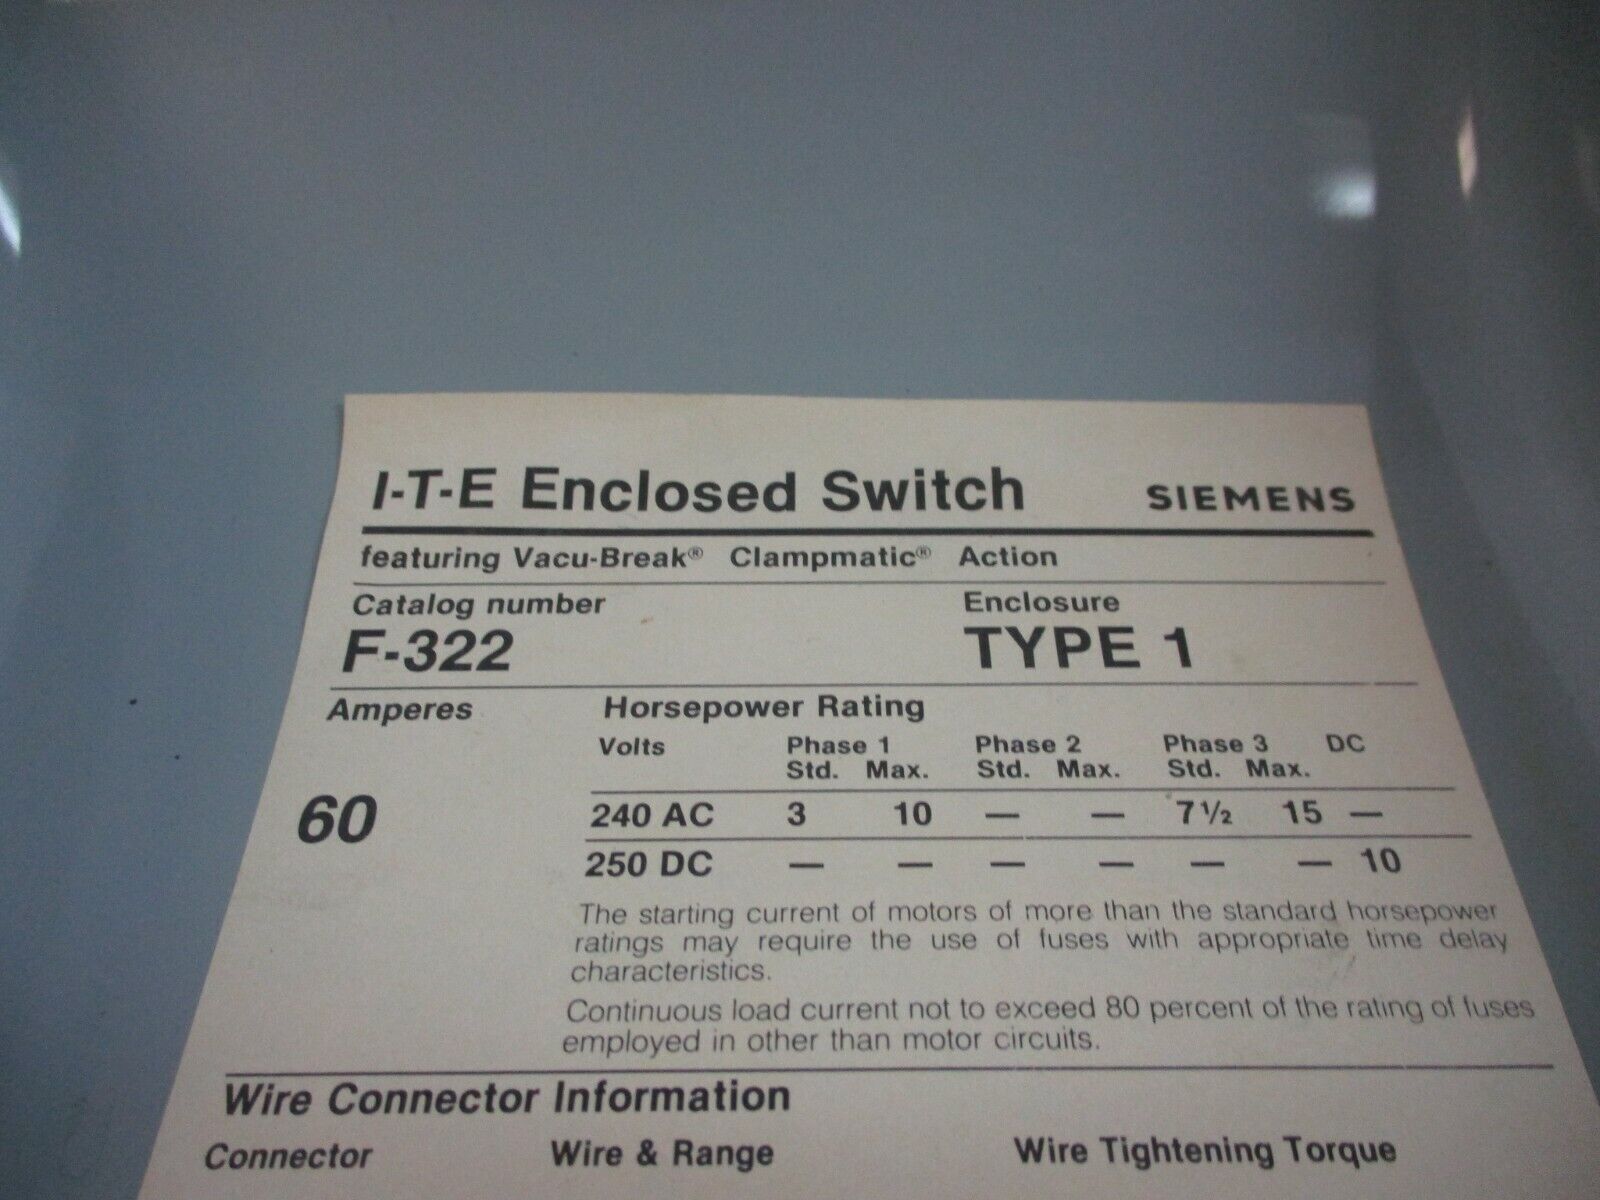 I-T-E Enclosed Switch SIEMENS
featuring Vacu-Break® Clampmatic® Action
Catalog number Enclosure
F-322 TYPE 1
Amperes Horsepower Rating
Volts Phase 1 Phase 2 Phase 3 DC
Std. Max. Std. Max. Std. Max.
60 240 AC 3 10 — — 7½ 15 —
250 DC — — — — — — 10
The starting current of motors of more than the standard horsepower
ratings may require the use of fuses with appropriate time delay
characteristics.
Continuous load current not to exceed 80 percent of the rating of fuses
employed in other than motor circuits.
Wire Connector Information
Connector Wire & Range Wire Tightening Torque